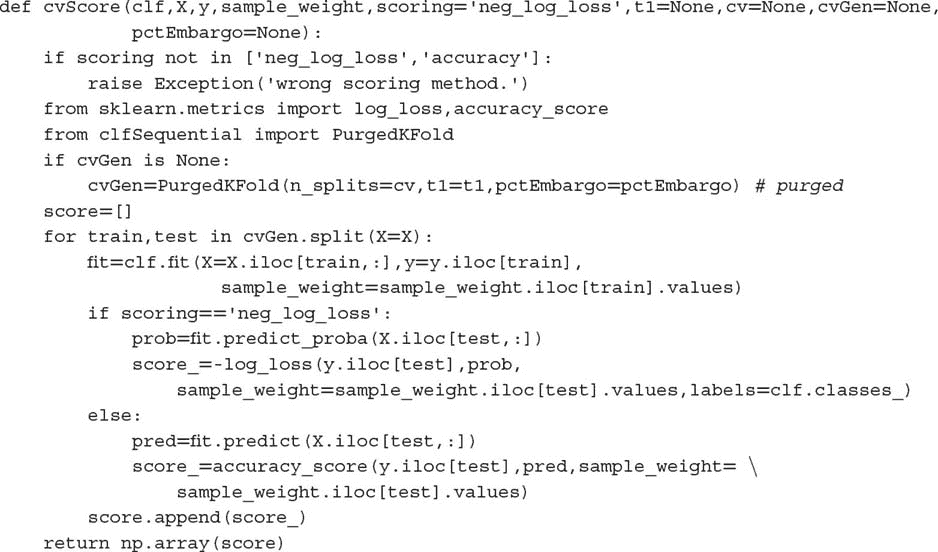 def cvScore(clf,X,y,sample_weight,scoring='neg_log_loss',t1=None,cv=None,cvGen=None,
            pctEmbargo=None):
    if scoring not in ['neg_log_loss','accuracy']:
        raise Exception('wrong scoring method.')
    from sklearn.metrics import log_loss,accuracy_score
    from clfSequential import PurgedKFold
    if cvGen is None:
        cvGen=PurgedKFold(n_splits=cv,t1=t1,pctEmbargo=pctEmbargo) # purged
    score=[]
    for train,test in cvGen.split(X=X):
        fit=clf.fit(X=X.iloc[train,:],y=y.iloc[train],
                    sample_weight=sample_weight.iloc[train].values)
        if scoring=='neg_log_loss':
            prob=fit.predict_proba(X.iloc[test,:])
            score_=-log_loss(y.iloc[test],prob,
                sample_weight=sample_weight.iloc[test].values,labels=clf.classes_)
        else:
            pred=fit.predict(X.iloc[test,:])
            score_=accuracy_score(y.iloc[test],pred,sample_weight= \
                sample_weight.iloc[test].values)
        score.append(score_)
    return np.array(score)